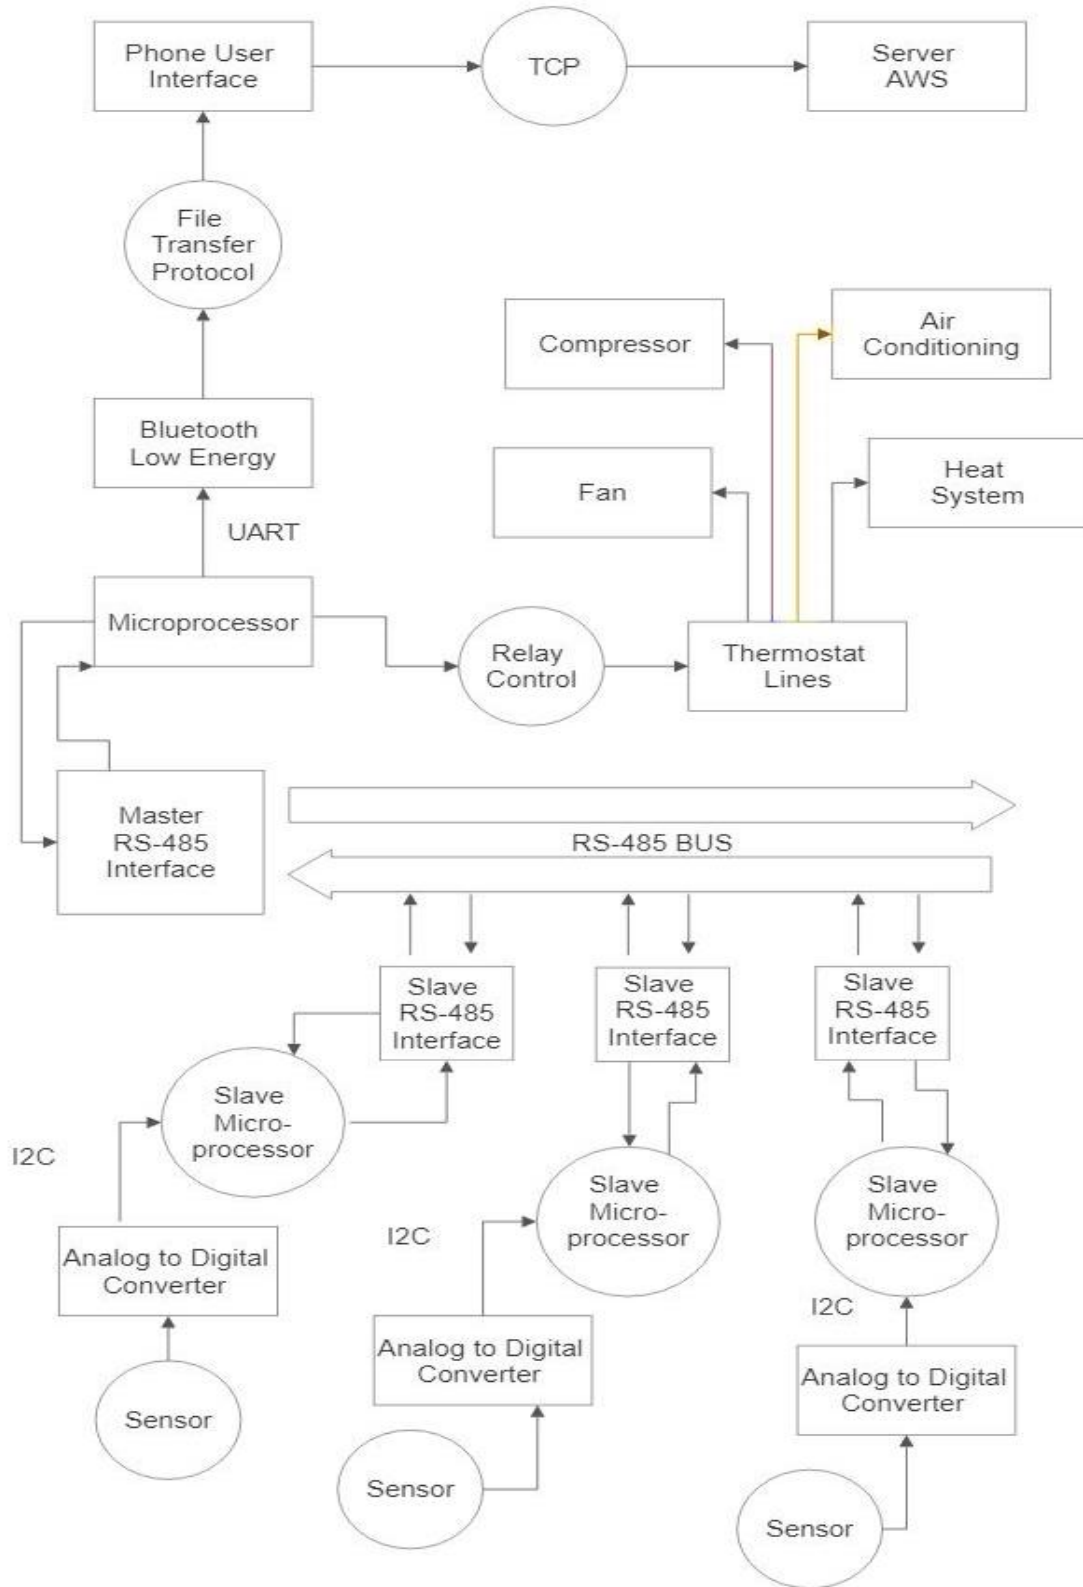 Phone User
Interface
TCP
Server
AWS
File
Transfer
Protocol
Compressor
Air
Conditioning
Bluetooth
Low Energy
Fan
Heat
System
UART
Microprocessor
Relay
Control
Thermostat
Lines
Master
RS-485
Interface
RS-485 BUS
Slave
RS-485
Interface
Slave
RS-485
Interface
Slave
RS-485
Interface
Slave
Micro-
processor
I2C
Slave
Micro-
processor
Slave
Micro-
processor
I2C
Analog to Digital
Converter
I2C
Analog to Digital
Converter
Analog to Digital
Converter
Sensor
Sensor
Sensor